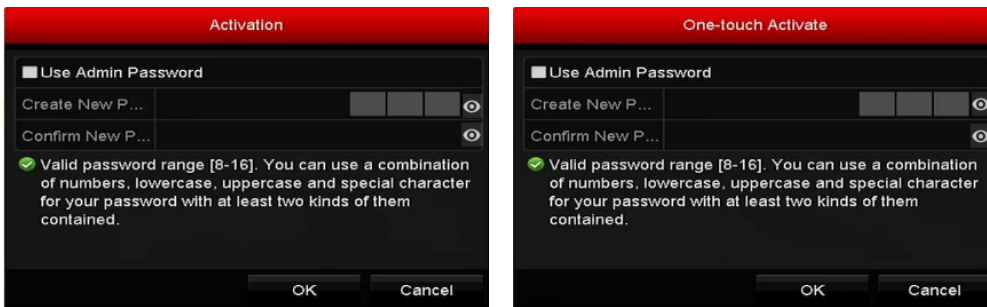 Activation
Use Admin Password
Create New P...
Confirm New P...
Valid password range [8-16]. You can use a combination
of numbers, lowercase, uppercase and special character
for your password with at least two kinds of them
contained.
OK Cancel
One-touch Activate
Use Admin Password
Create New P...
Confirm New P...
Valid password range [8-16]. You can use a combination
of numbers, lowercase, uppercase and special character
for your password with at least two kinds of them
contained.
OK Cancel